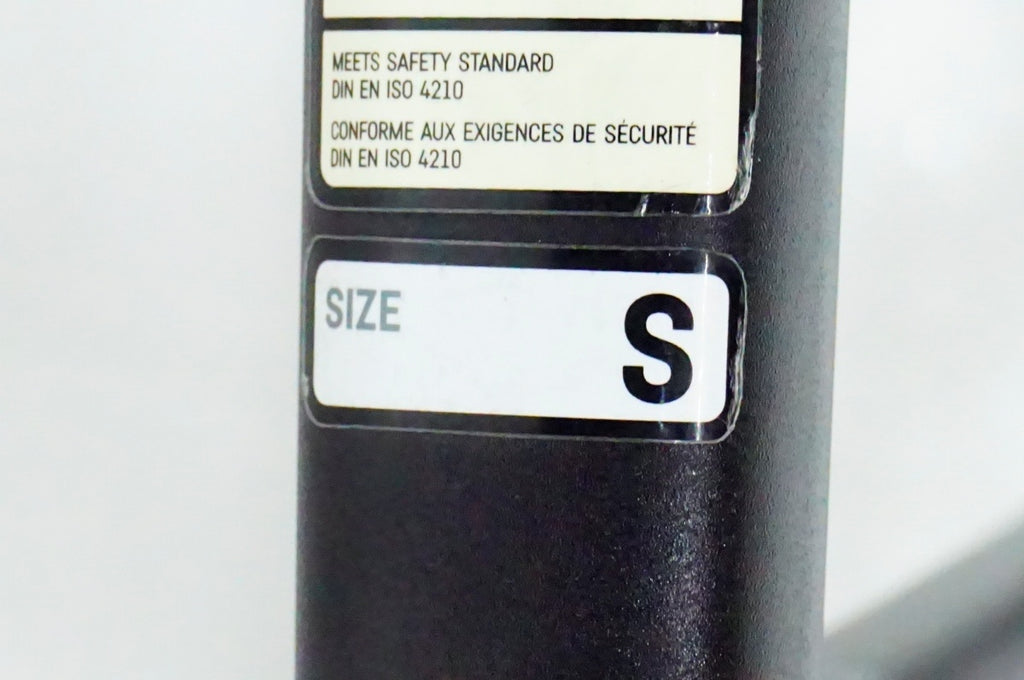 MEETS SAFETY STANDARD
DIN EN ISO 4210
CONFORME AUX EXIGENCES DE SÉCURITÉ
DIN EN ISO 4210
SIZE S